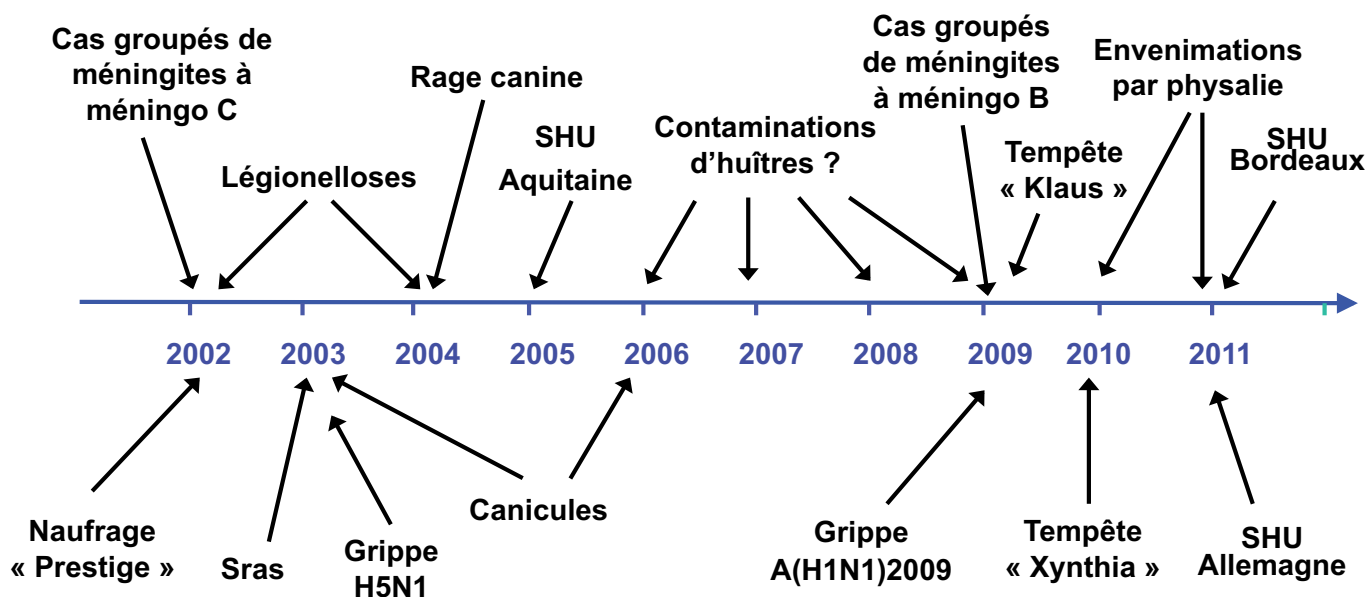 Cas groupés de
méningites à
méningo C
Légionelloses
Rage canine
SHU
Aquitaine
Contaminations
d'huîtres ?
Cas groupés
de méningites
à méningo B
Tempête
« Klaus »
Envenimations
par physalie
SHU
Bordeaux
2002 2003 2004 2005 2006 2007 2008 2009 2010 2011
Naufrage
« Prestige »
Sras
Grippe
H5N1
Canicules
Grippe
A(H1N1)2009
Tempête
« Xynthia »
SHU
Allemagne